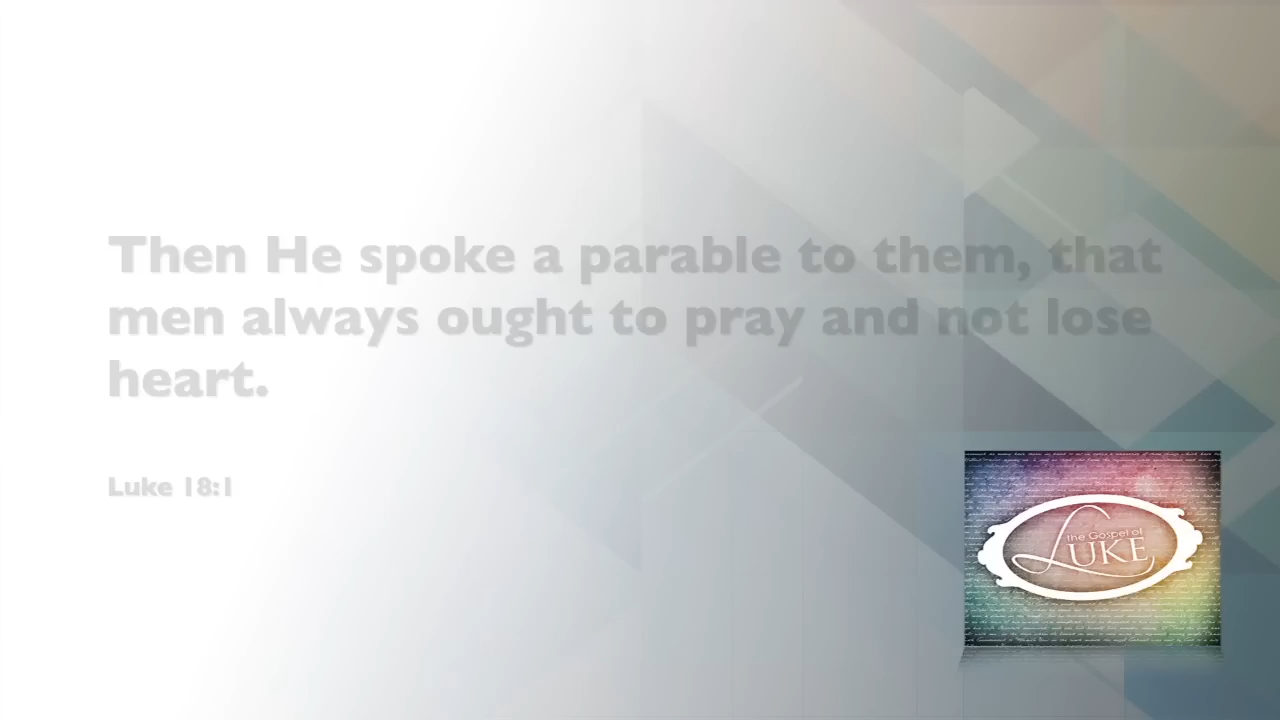 Then He spoke a parable to them, that
men always ought to pray and not lose
heart.
Luke 18:1
the Gospel of
LUKE